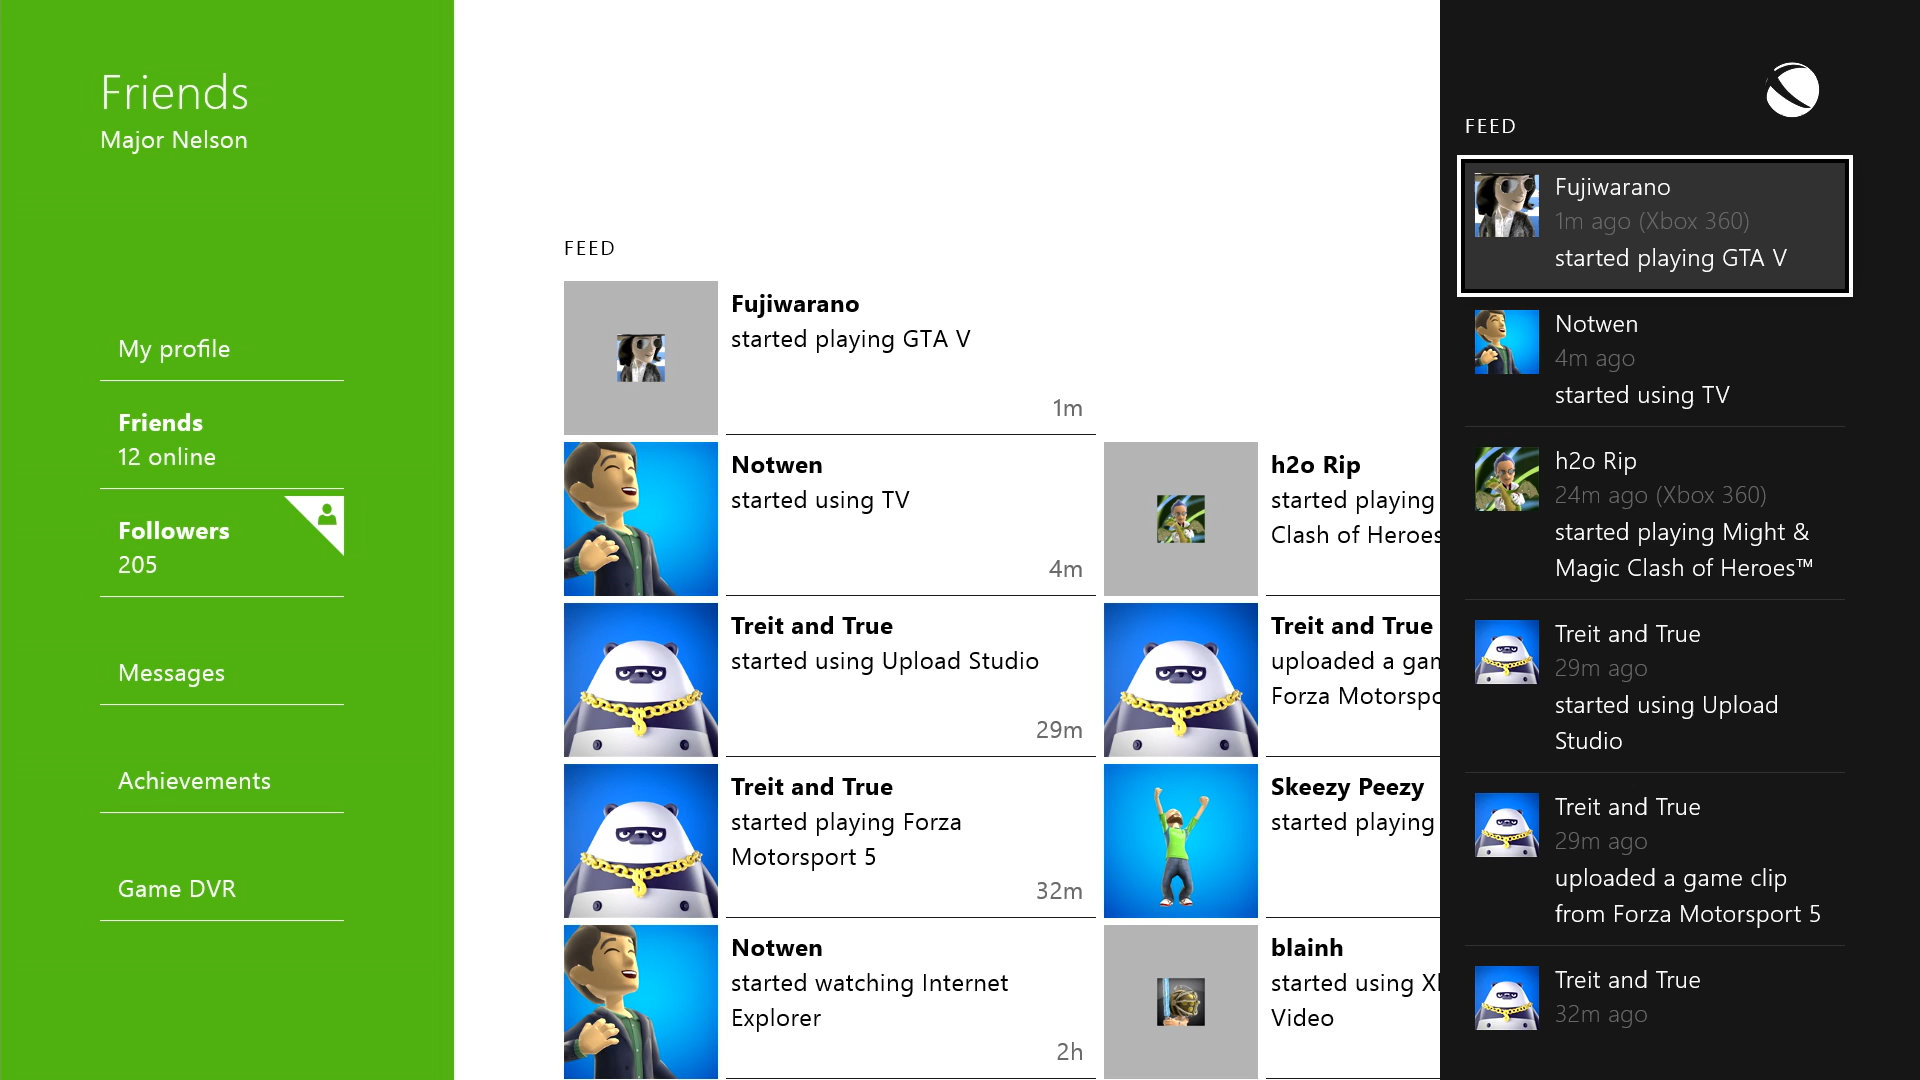 Friends
Major Nelson
My profile
Friends
12 online
Followers
205
Messages
Achievements
Game DVR
FEED
Fujiwarano
started playing GTA V
1m
Notwen
started using TV
4m
Treit and True
started using Upload Studio
29m
Treit and True
started playing Forza
Motorsport 5
32m
Notwen
started watching Internet
Explorer
2h
h2o Rip
started playing
Clash of Heroes
Treit and True
uploaded a
Forza
Skeezy Peezy
started playing
blainh
started using
Video
FEED
Fujiwarano
1m ago (Xbox 360)
started playing GTA V
Notwen
4m ago
started using TV
h2o Rip
24m ago (Xbox 360)
started playing Might &
Magic Clash of Heroes™
Treit and True
29m ago
started using Upload
Studio
Treit and True
29m ago
uploaded a game clip
from Forza Motorsport 5
Treit and True
32m ago